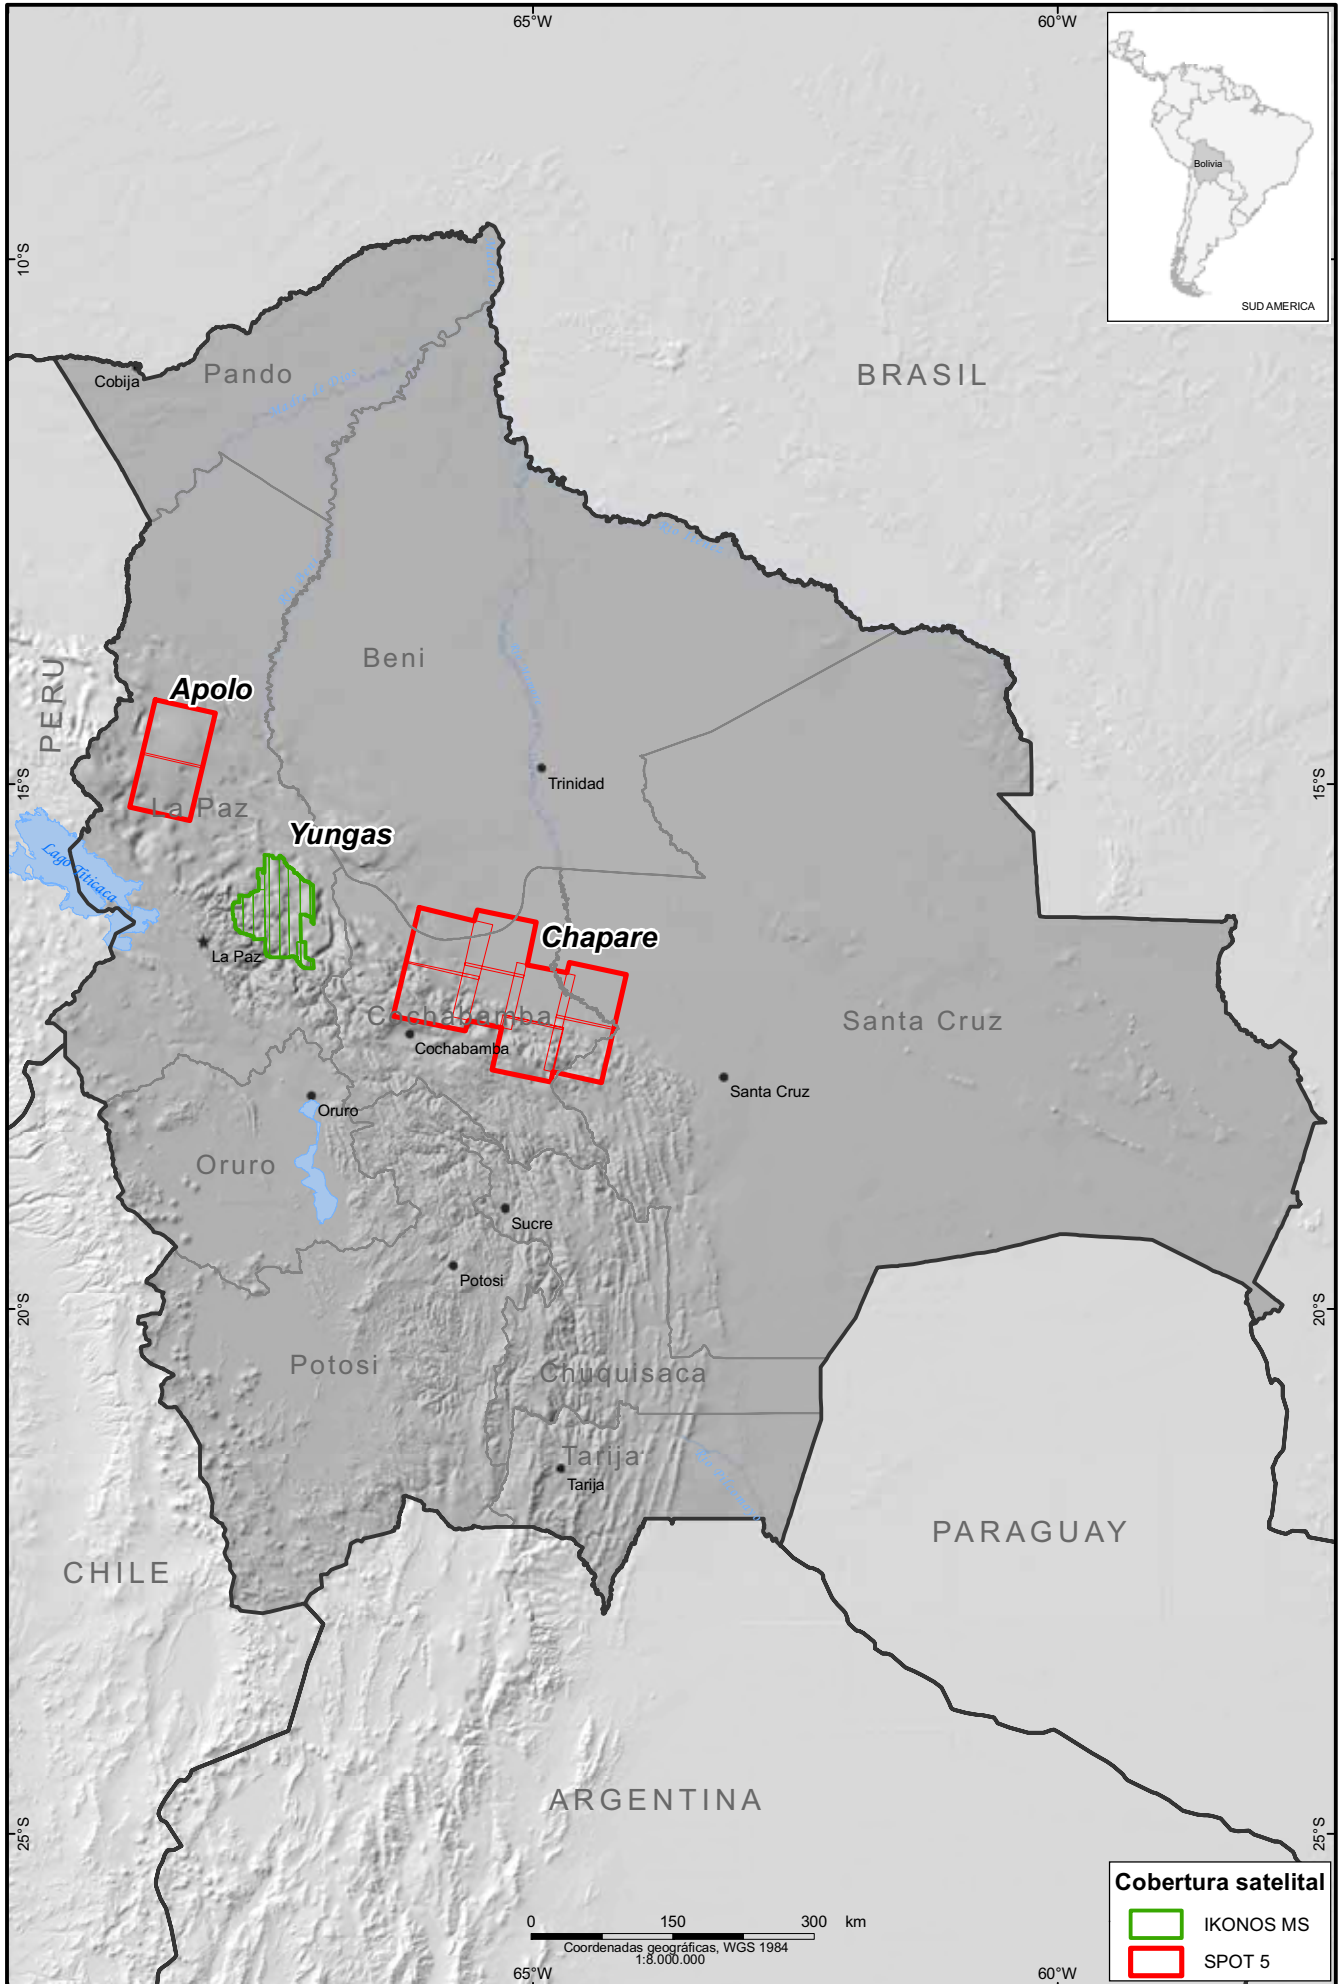 65°W
60°W
Bolivia
SUD AMERICA
10°S
BRASIL
Pando
Cobija
Beni
PERU
Apolo
15°S
15°S
Trinidad
La Paz
Yungas
Lago Titicaca
Chapare
La Paz
Cochabamba
Santa Cruz
Cochabamba
Santa Cruz
Oruro
Oruro
Sucre
Potosi
20°S
20°S
Potosi
Chuquisaca
Tarija
Tarija
PARAGUAY
CHILE
ARGENTINA
25°S
25°S
Cobertura satelital
IKONOS MS
SPOT 5
0 150 300 km
Coordenadas geográficas, WGS 1984
1:8.000.000
65°W
60°W